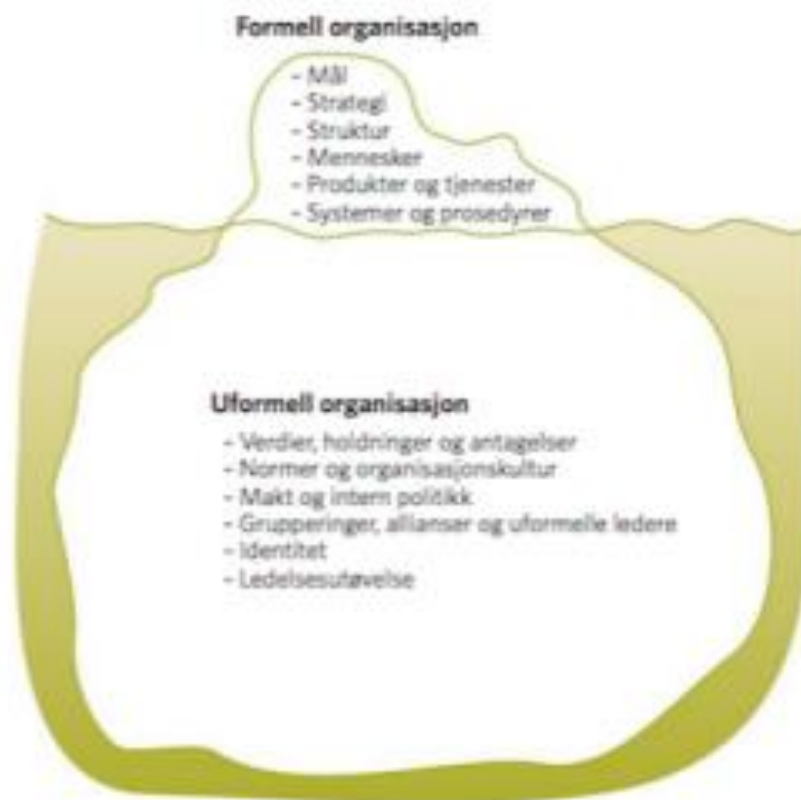 Formell organisasjon
- Mål
- Strategi
- Struktur
- Mennesker
- Produkter og tjenester
- Systemer og prosedyrer
Uformell organisasjon
- Verdier, holdninger og antagelser
- Normer og organisasjonskultur
- Makt og intern politikk
- Grupperinger, allianser og uformelle ledere
- Identitet
- Ledelsesutøvelse